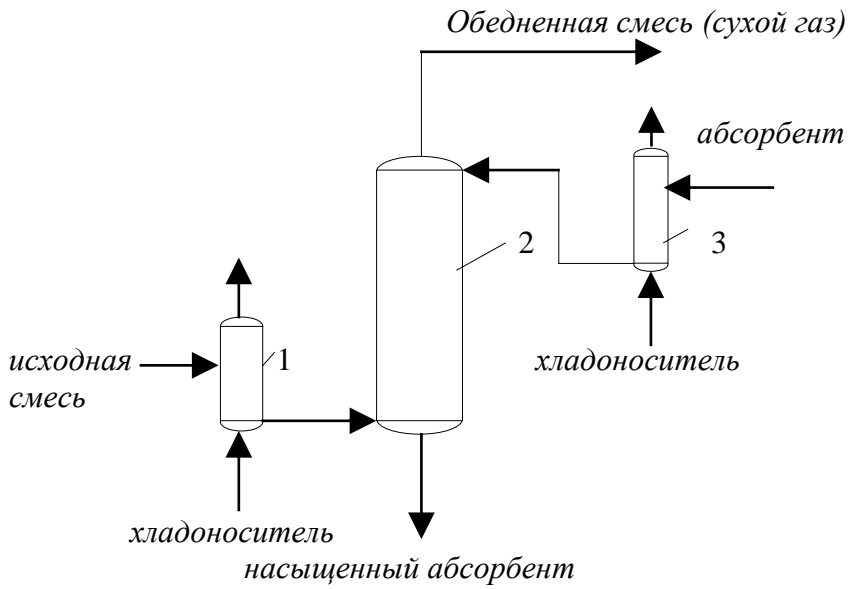 Обедненная смесь (сухой газ)
абсорбент
2
3
хладоноситель
исходная
смесь
1
хладоноситель
насыщенный абсорбент